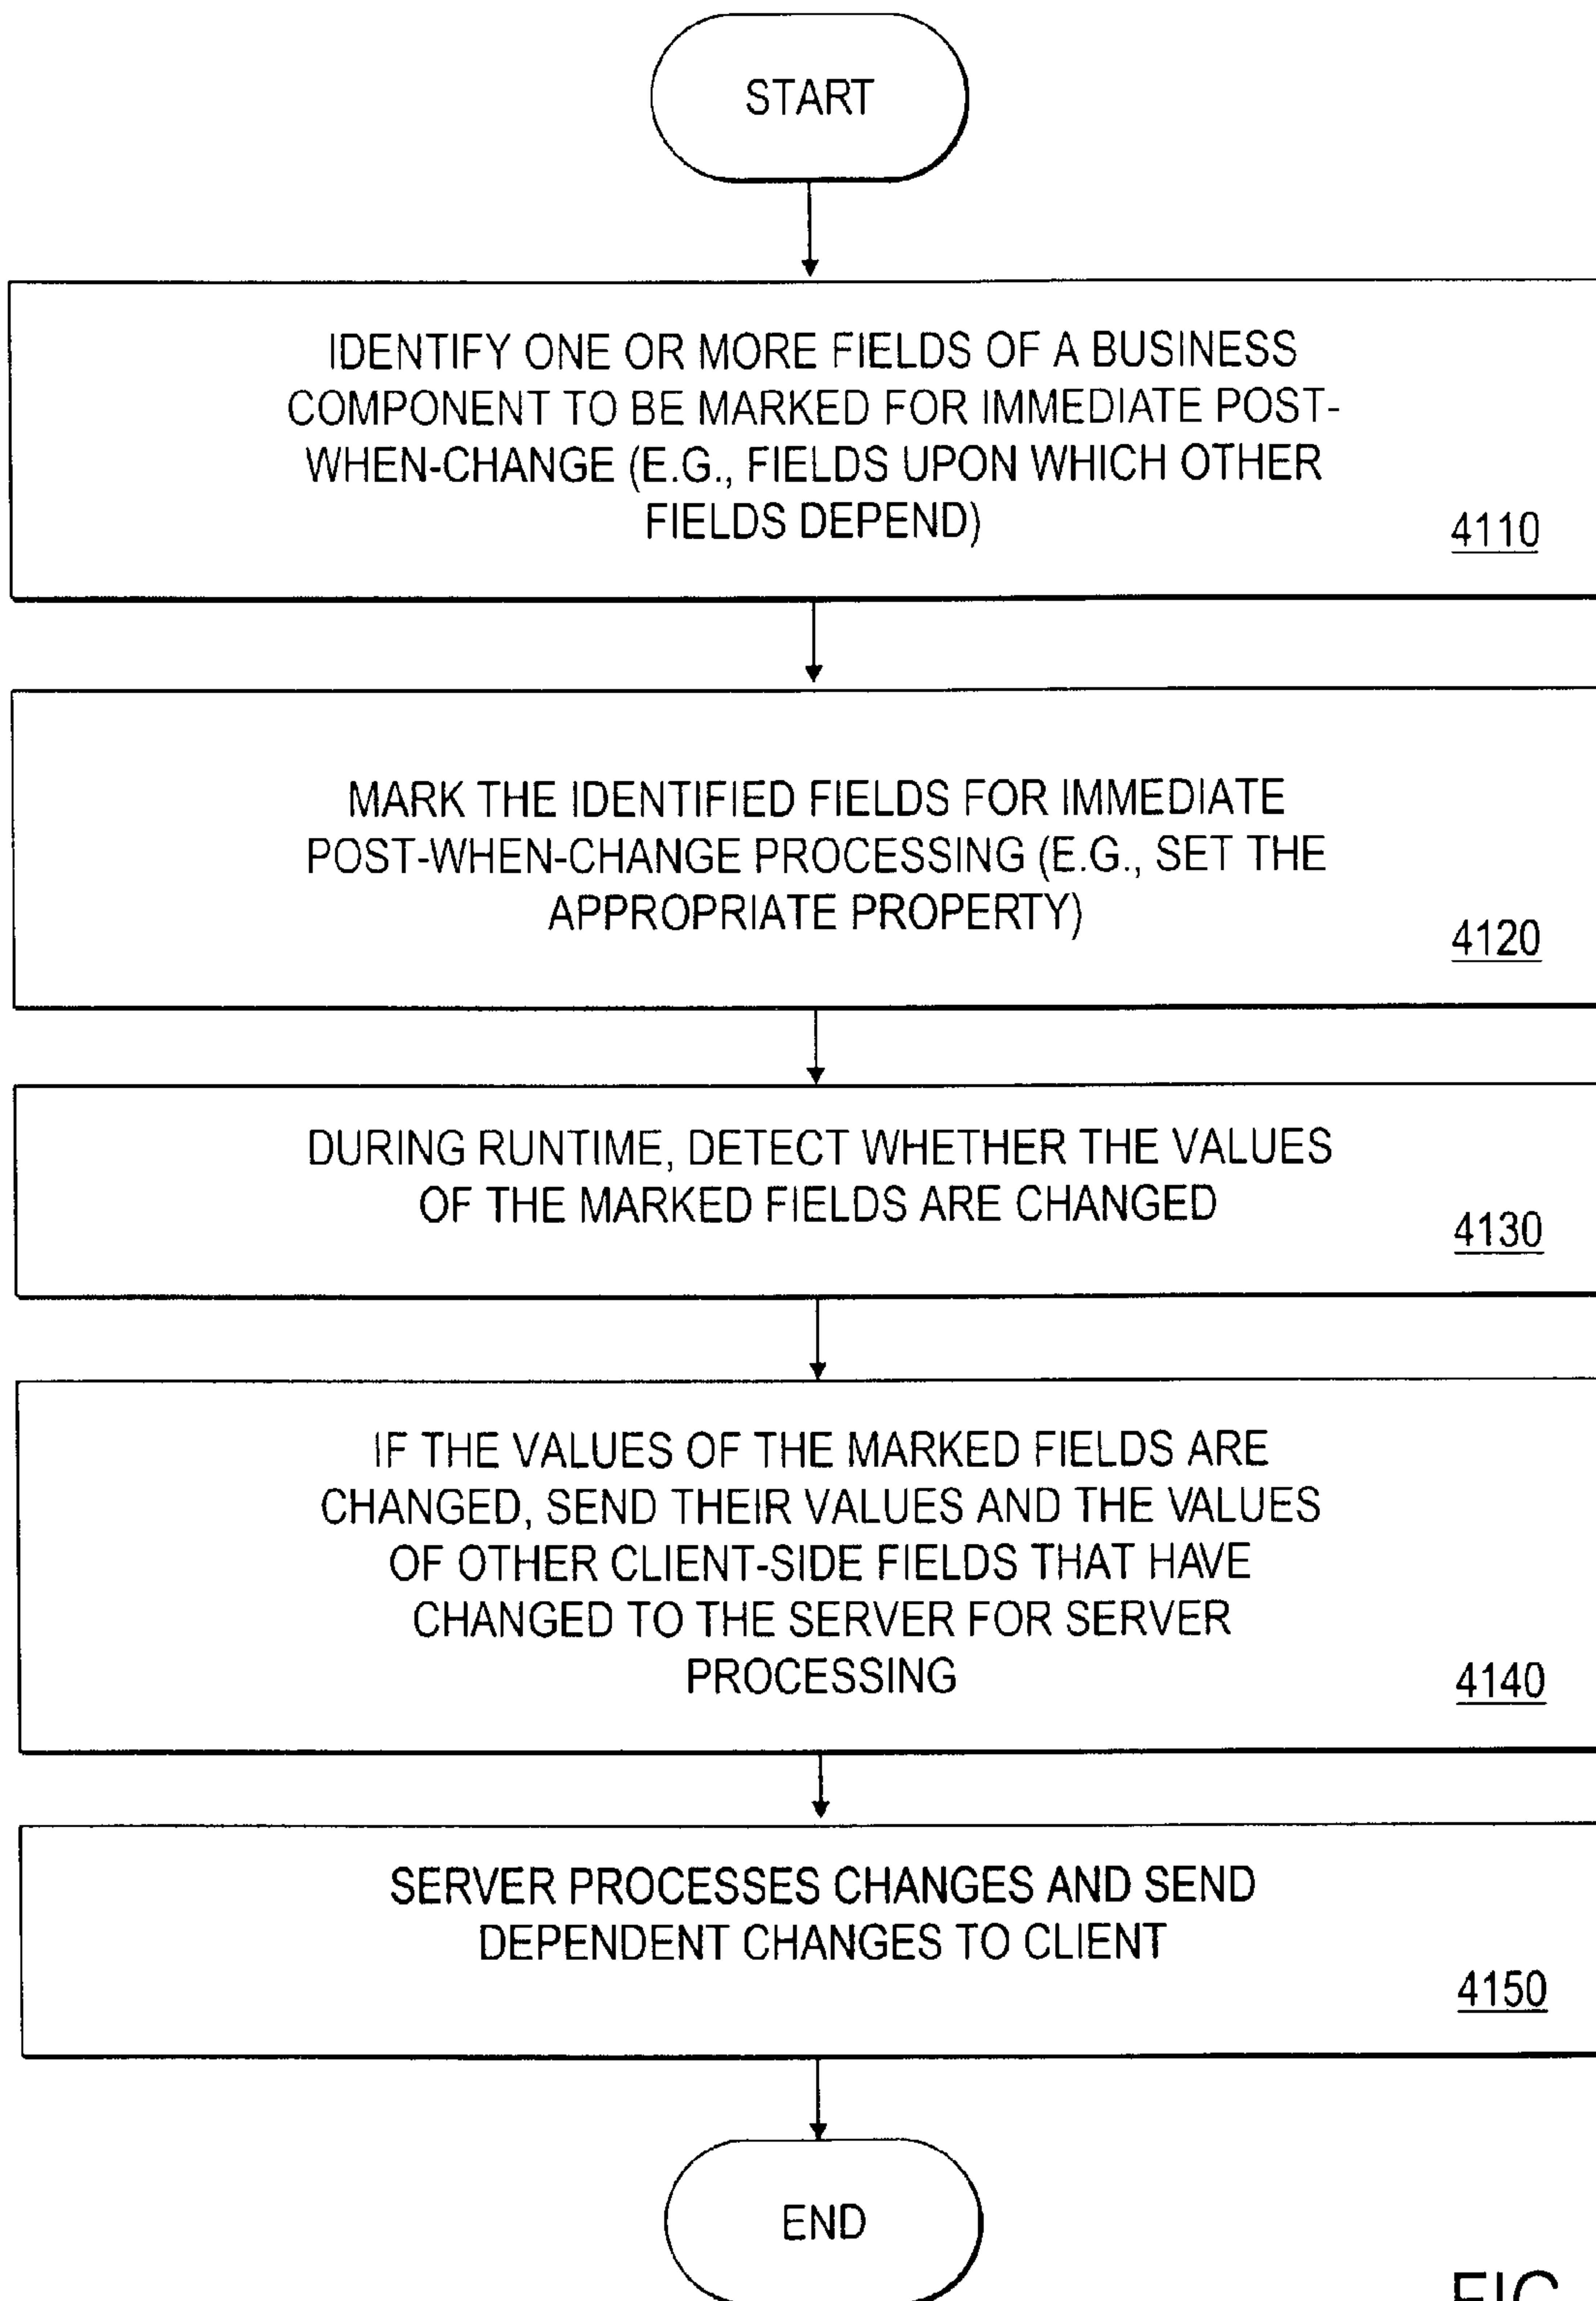 START
IDENTIFY ONE OR MORE FIELDS OF A BUSINESS
COMPONENT TO BE MARKED FOR IMMEDIATE POST-
WHEN-CHANGE (E.G., FIELDS UPON WHICH OTHER
FIELDS DEPEND)
4110
MARK THE IDENTIFIED FIELDS FOR IMMEDIATE
POST-WHEN-CHANGE PROCESSING (E.G., SET THE
APPROPRIATE PROPERTY)
4120
DURING RUNTIME, DETECT WHETHER THE VALUES
OF THE MARKED FIELDS ARE CHANGED
4130
IF THE VALUES OF THE MARKED FIELDS ARE
CHANGED, SEND THEIR VALUES AND THE VALUES
OF OTHER CLIENT-SIDE FIELDS THAT HAVE
CHANGED TO THE SERVER FOR SERVER
PROCESSING
4140
SERVER PROCESSES CHANGES AND SEND
DEPENDENT CHANGES TO CLIENT
4150
END